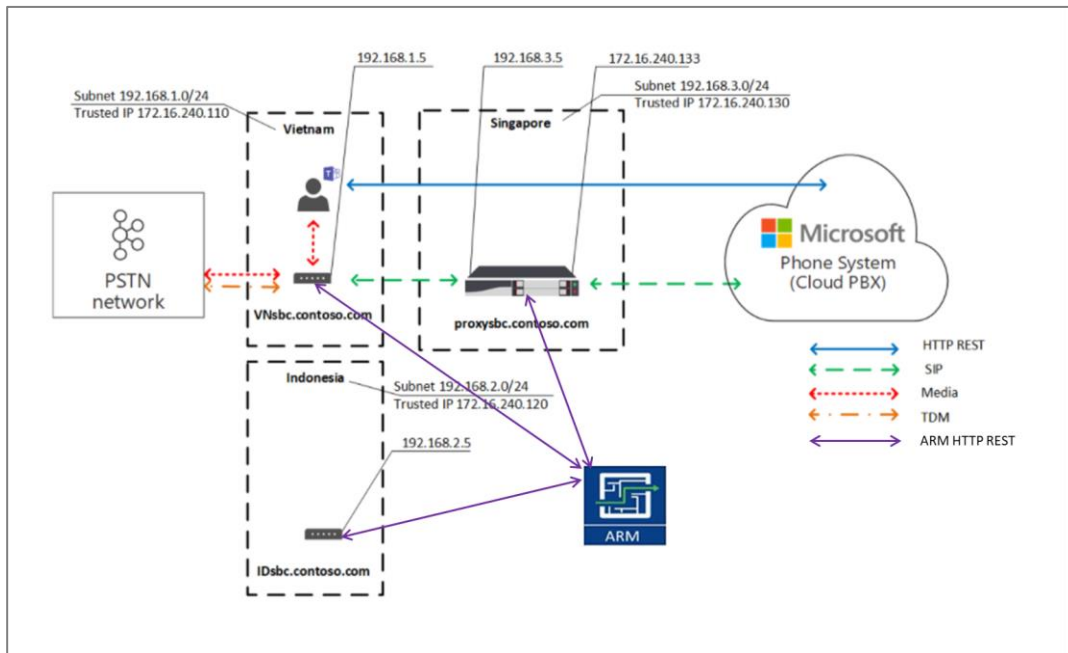 192.168.1.5
192.168.3.5
172.16.240.133
Subnet 192.168.1.0/24
Trusted IP 172.16.240.110
Subnet 192.168.3.0/24
Trusted IP 172.16.240.130
Vietnam
Singapore
T
PSTN
network
VNsbc.contoso.com
proxysbc.contoso.com
Microsoft
Phone System
(Cloud PBX)
HTTP REST
SIP
Media
TDM
ARM HTTP REST
Indonesia
Subnet 192.168.2.0/24
Trusted IP 172.16.240.120
192.168.2.5
IDsbc.contoso.com
ARM